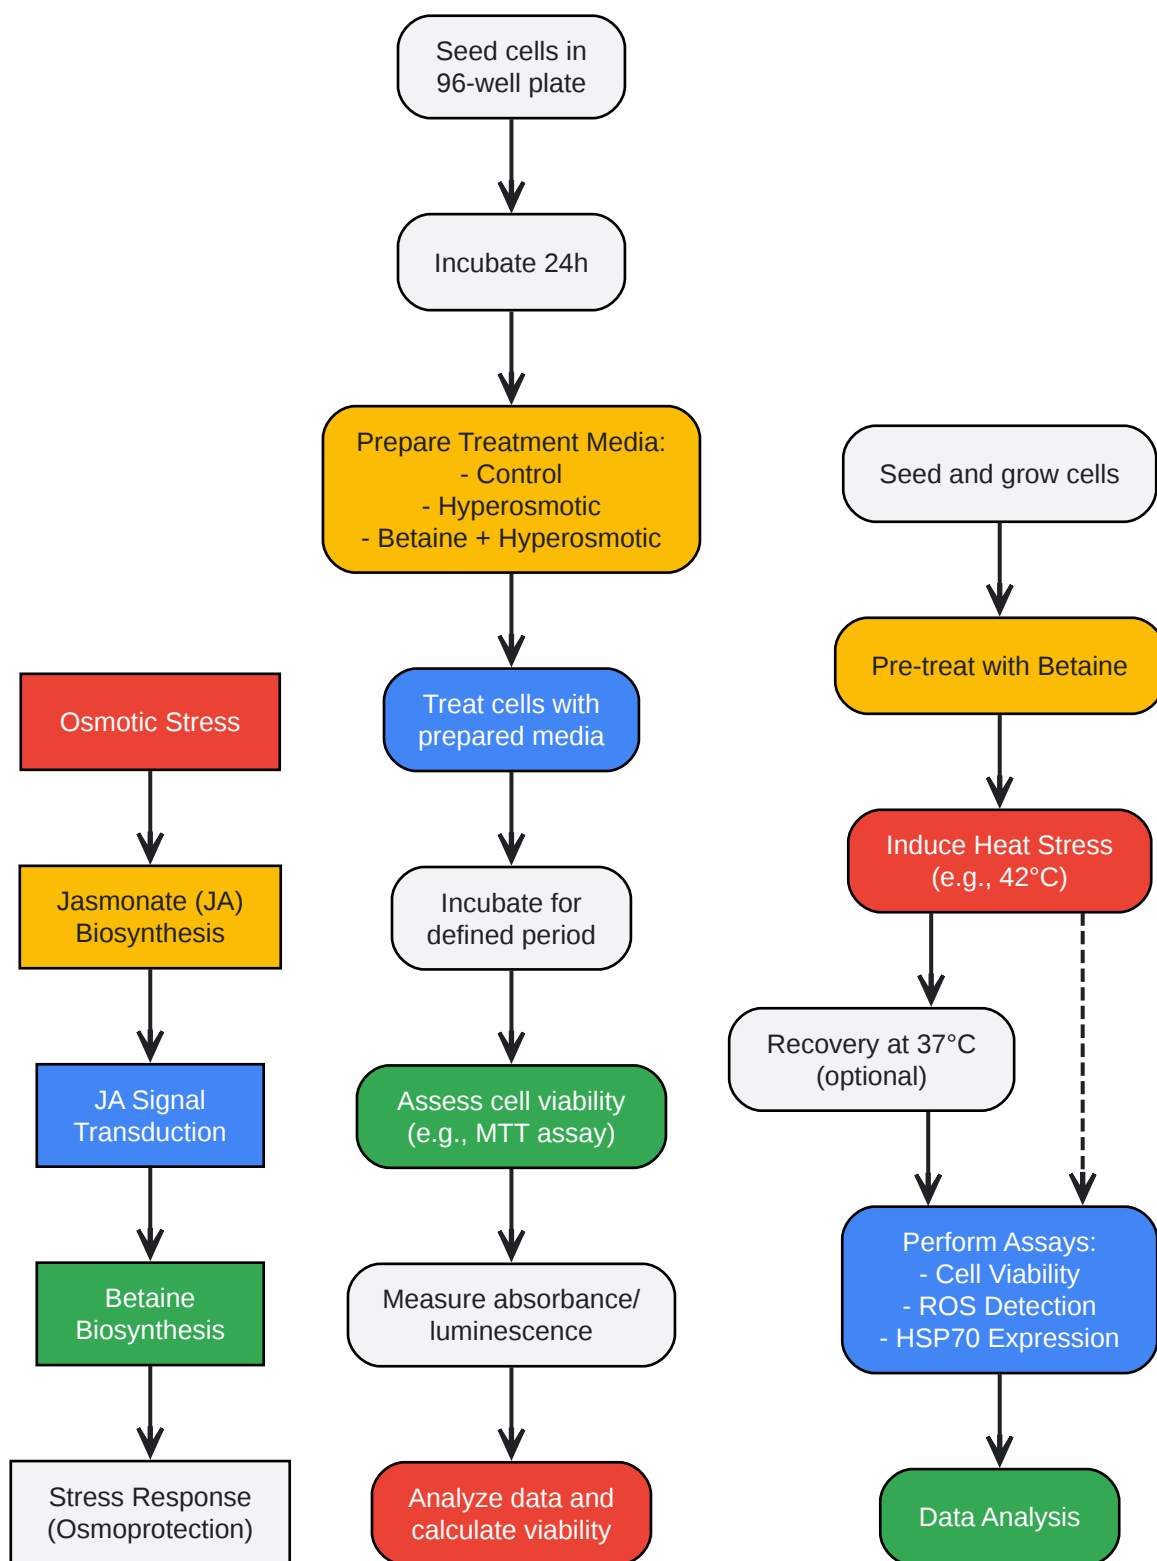 Seed cells in
96-well plate
Incubate 24h
Prepare Treatment Media:
- Control
- Hyperosmotic
- Betaine + Hyperosmotic
Treat cells with
prepared media
Incubate for
defined period
Assess cell viability
(e.g., MTT assay)
Measure absorbance/
luminescence
Analyze data and
calculate viability
Osmotic Stress
Jasmonate (JA)
Biosynthesis
JA Signal
Transduction
Betaine
Biosynthesis
Stress Response
(Osmoprotection)
Seed and grow cells
Pre-treat with Betaine
Induce Heat Stress
(e.g., 42°C)
Recovery at 37°C
(optional)
Perform Assays:
- Cell Viability
- ROS Detection
- HSP70 Expression
Data Analysis